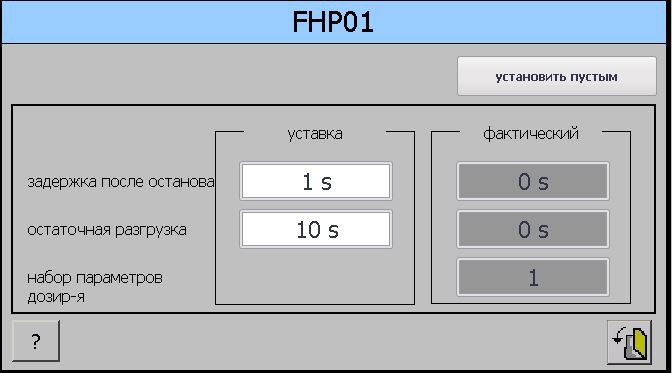 FHP01
установить пустым
уставка
фактический
задержка после останова
1 s
0 s
остаточная разгрузка
10 s
0 s
набор параметров
дозир-я
1
?